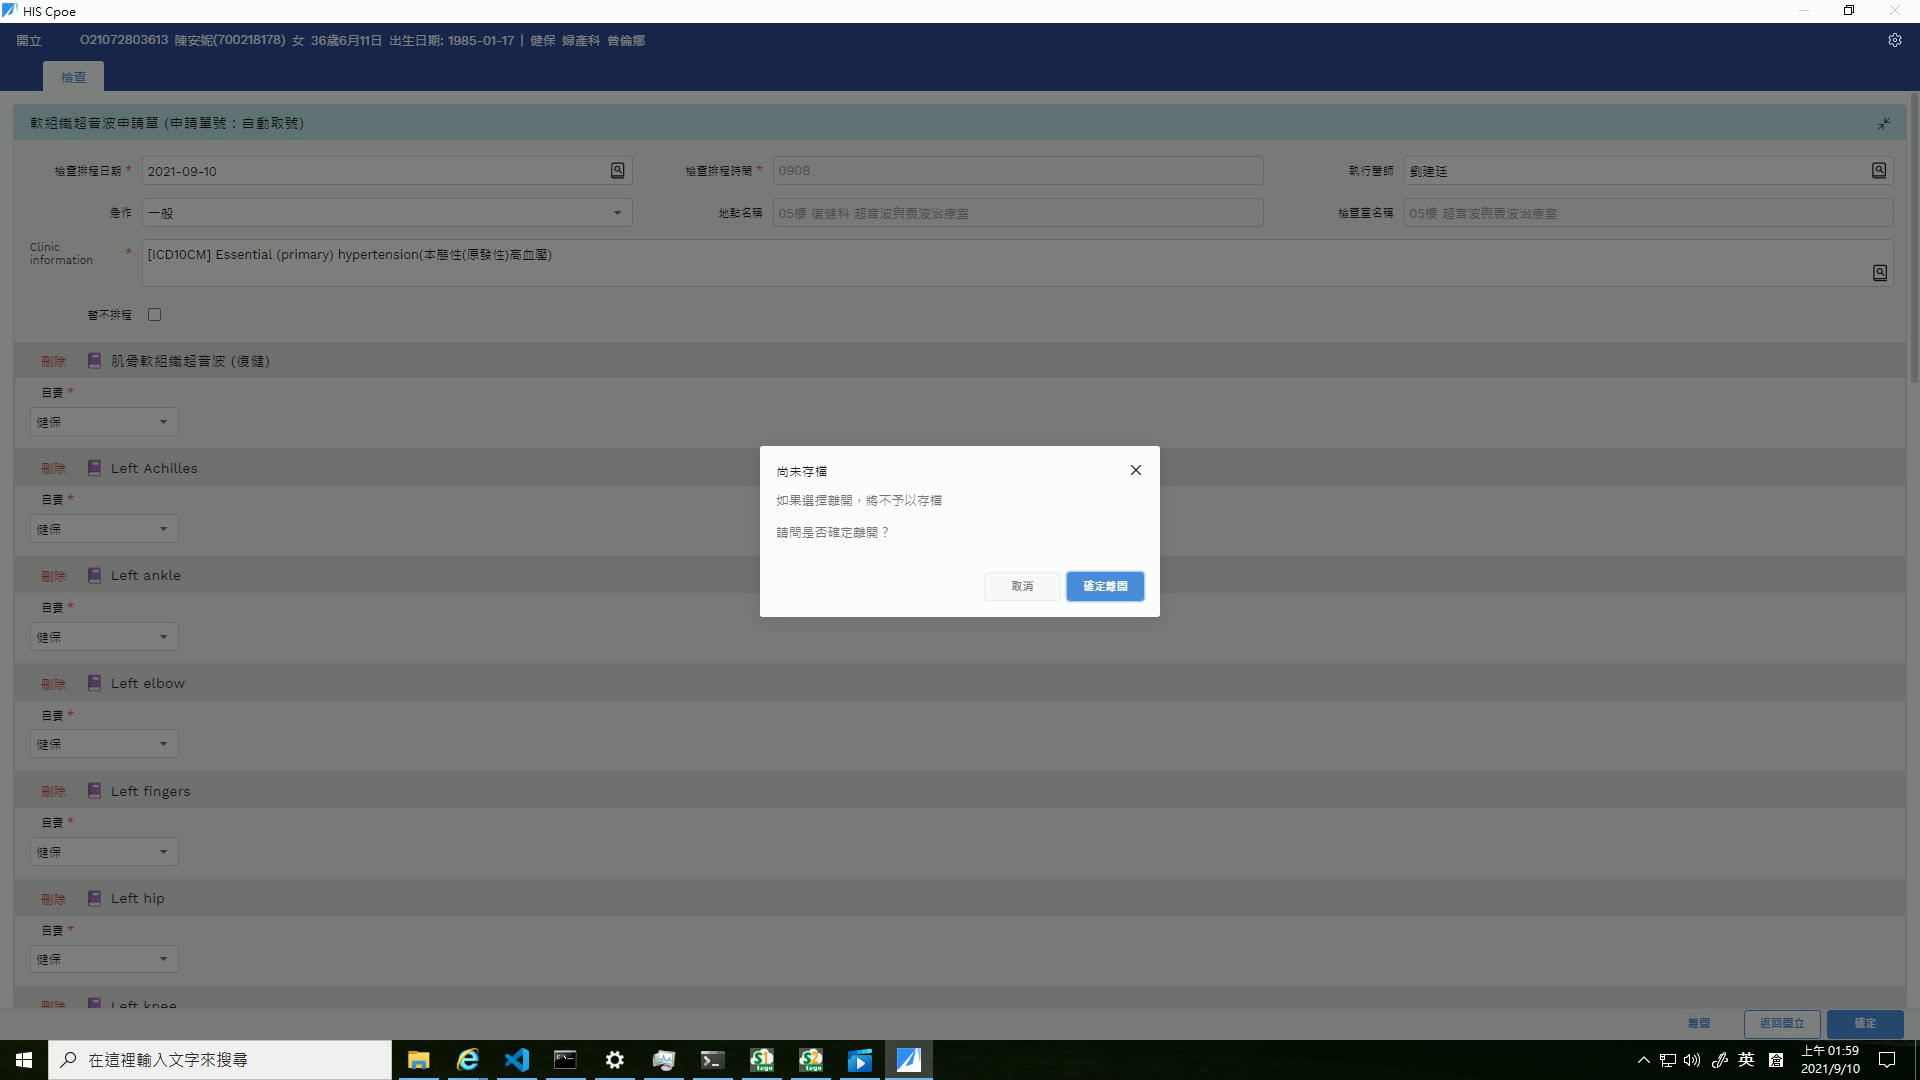 HIS Cpoe
開立 O21072803613 陳安妮(700218178) 女 36歲6月11日 出生日期: 1985-01-17 | 健保 婦產科 曾倫娜
檢查
軟組織超音波申請單 (申請單號：自動取號)
檢查排程日期 * 2021-09-10 檢查排程時間 * 0908 執行醫師 劉建廷
急作 一般 地點名稱 05樓 復健科 超音波與震波治療室 檢查室名稱 05樓 超音波與震波治療室
Clinic information * [ICD10CM] Essential (primary) hypertension(本態性(原發性)高血壓)
暫不排程
刪除 肌骨軟組織超音波 (復健)
自費 *
健保
刪除 Left Achilles
自費 *
健保
刪除 Left ankle
自費 *
健保
刪除 Left elbow
自費 *
健保
刪除 Left fingers
自費 *
健保
刪除 Left hip
自費 *
健保
刪除 Left knee
尚未存檔
如果選擇離開，將不予以存檔
請問是否確定離開？
取消 確定離開
離開 返回開立 確定
在這裡輸入文字來搜尋
英 上午 01:59
2021/9/10